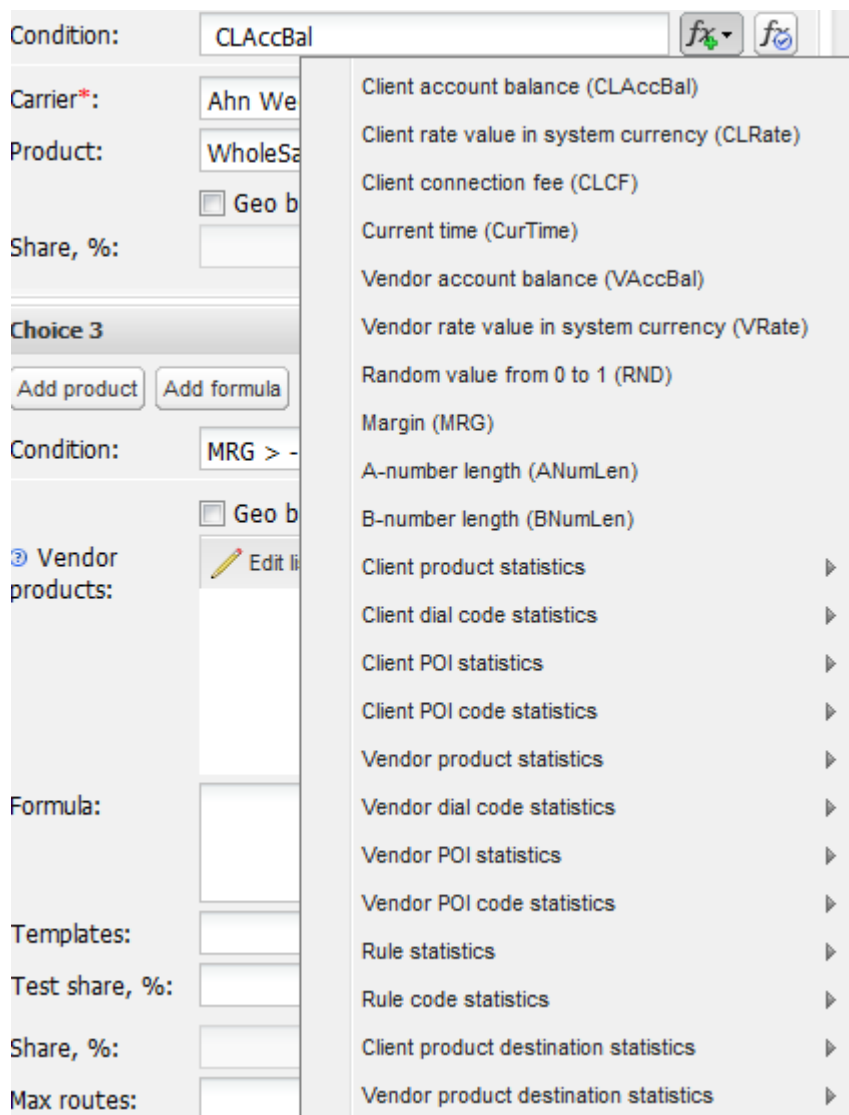 Condition:
CLAccBal
fx
fx
Carrier*:
Ahn We
Product:
WholeSa
Geo b
Share, %:
Choice 3
Add product
Add formula
Condition:
MRG > -
Geo b
Vendor
products:
Edit li
Formula:
Templates:
Test share, %:
Share, %:
Max routes:
Client account balance (CLAccBal)
Client rate value in system currency (CLRate)
Client connection fee (CLCF)
Current time (CurTime)
Vendor account balance (VAccBal)
Vendor rate value in system currency (VRate)
Random value from 0 to 1 (RND)
Margin (MRG)
A-number length (ANumLen)
B-number length (BNumLen)
Client product statistics
Client dial code statistics
Client POI statistics
Client POI code statistics
Vendor product statistics
Vendor dial code statistics
Vendor POI statistics
Vendor POI code statistics
Rule statistics
Rule code statistics
Client product destination statistics
Vendor product destination statistics